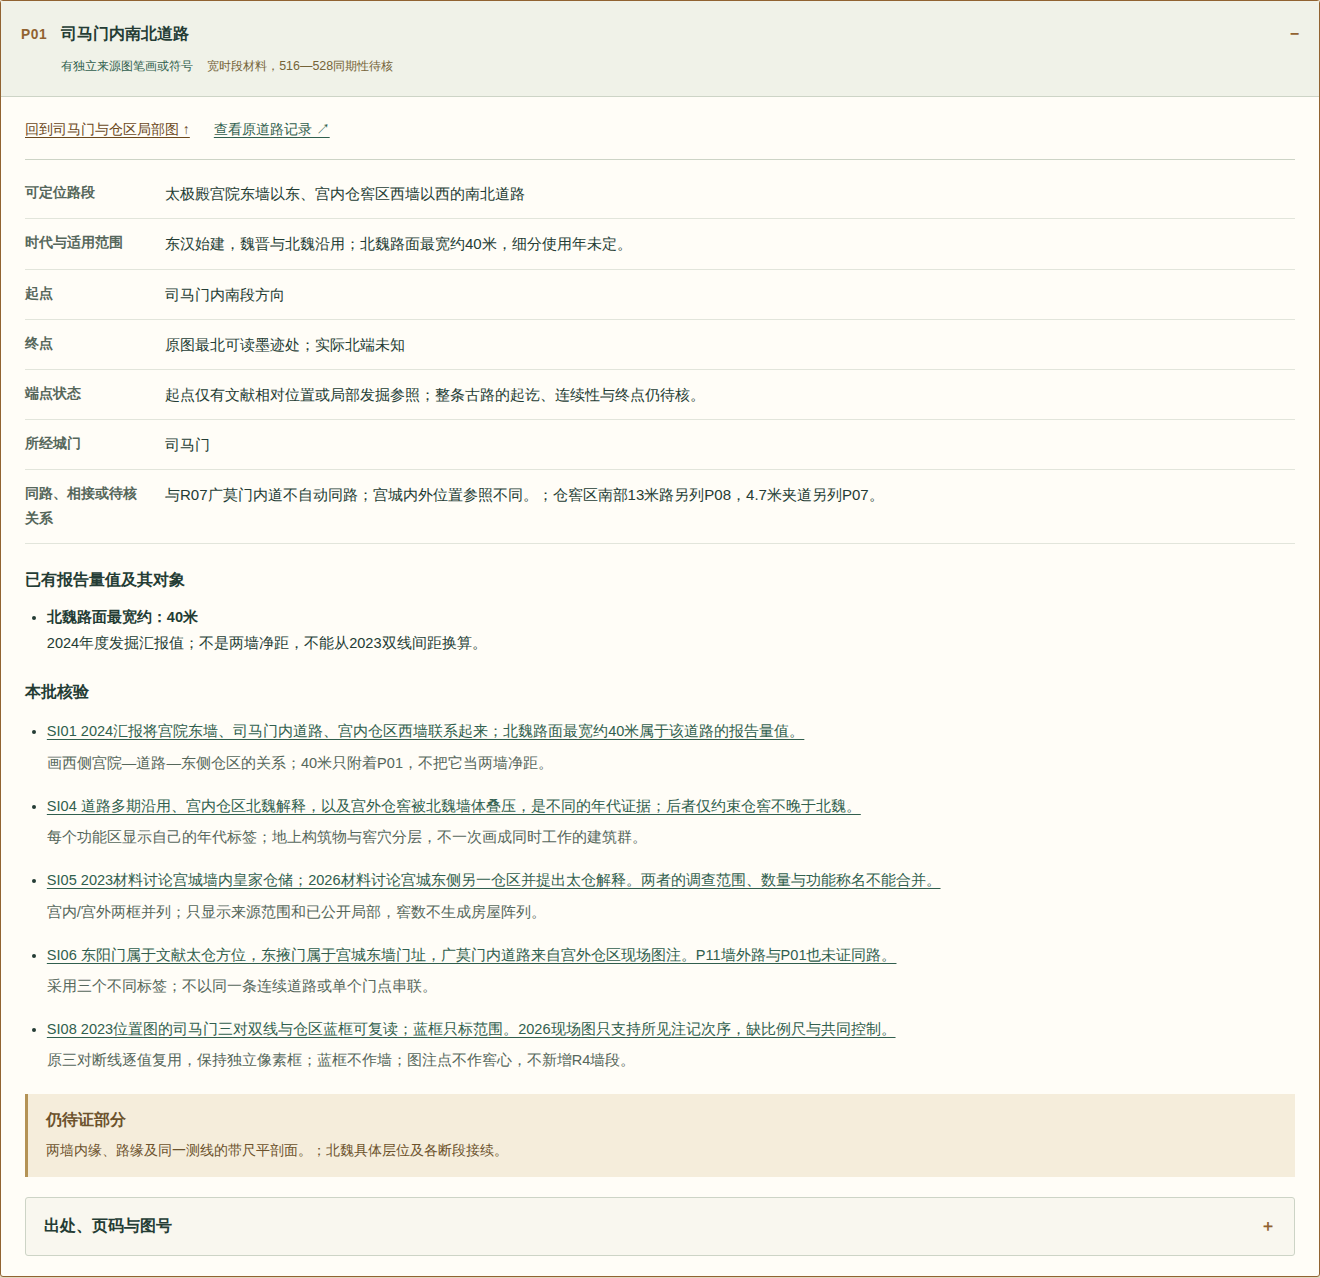 P01 司马门内南北道路 −
有独立来源图笔画或符号 宽时段材料，516—528同期性待核
回到司马门与仓区局部图 ↑ 查看原道路记录 ↗
可定位路段 太极殿宫院东墙以东、宫内仓窖区西墙以西的南北道路
时代与适用范围 东汉始建，魏晋与北魏沿用；北魏路面最宽约40米，细分使用年未定。
起点 司马门内南段方向
终点 原图最北可读墨迹处；实际北端未知
端点状态 起点仅有文献相对位置或局部发掘参照；整条古路的起讫、连续性与终点仍待核。
所经城门 司马门
同路、相接或待核 与R07广莫门内道不自动同路；宫城内外位置参照不同。；仓窖区南部13米路另列P08，4.7米夹道另列P07。
关系
已有报告量值及其对象
• 北魏路面最宽约：40米
2024年度发掘汇报值；不是两墙净距，不能从2023双线间距换算。
本批核验
• SI01 2024汇报将宫院东墙、司马门内道路、宫内仓区西墙联系起来；北魏路面最宽约40米属于该道路的报告量值。
画西侧宫院—道路—东侧仓区的关系；40米只附着P01，不把它当两墙净距。
• SI04 道路多期沿用、宫内仓区北魏解释，以及宫外仓窖被北魏墙体叠压，是不同的年代证据；后者仅约束仓窖不晚于北魏。
每个功能区显示自己的年代标签；地上构筑物与窖穴分层，不一次画成同时工作的建筑群。
• SI05 2023材料讨论宫城墙内皇家仓储；2026材料讨论宫城东侧另一仓区并提出太仓解释。两者的调查范围、数量与功能称名不能合并。
宫内/宫外两框并列；只显示来源范围和已公开局部，窖数不生成房屋阵列。
• SI06 东阳门属于文献太仓方位，东掖门属于宫城东墙门址，广莫门内道路来自宫外仓区现场图注。P11墙外路与P01也未证同路。
采用三个不同标签；不以同一条连续道路或单个门点串联。
• SI08 2023位置图的司马门三对双线与仓区蓝框可复读；蓝框只标范围。2026现场图只支持所见注记次序，缺比例尺与共同控制。
原三对断线逐值复用，保持独立像素框；蓝框不作墙；图注点不作窖心，不新增R4墙段。
仍待证部分
两墙内缘、路缘及同一测线的带尺平剖面。；北魏具体层位及各断段接续。
出处、页码与图号 +